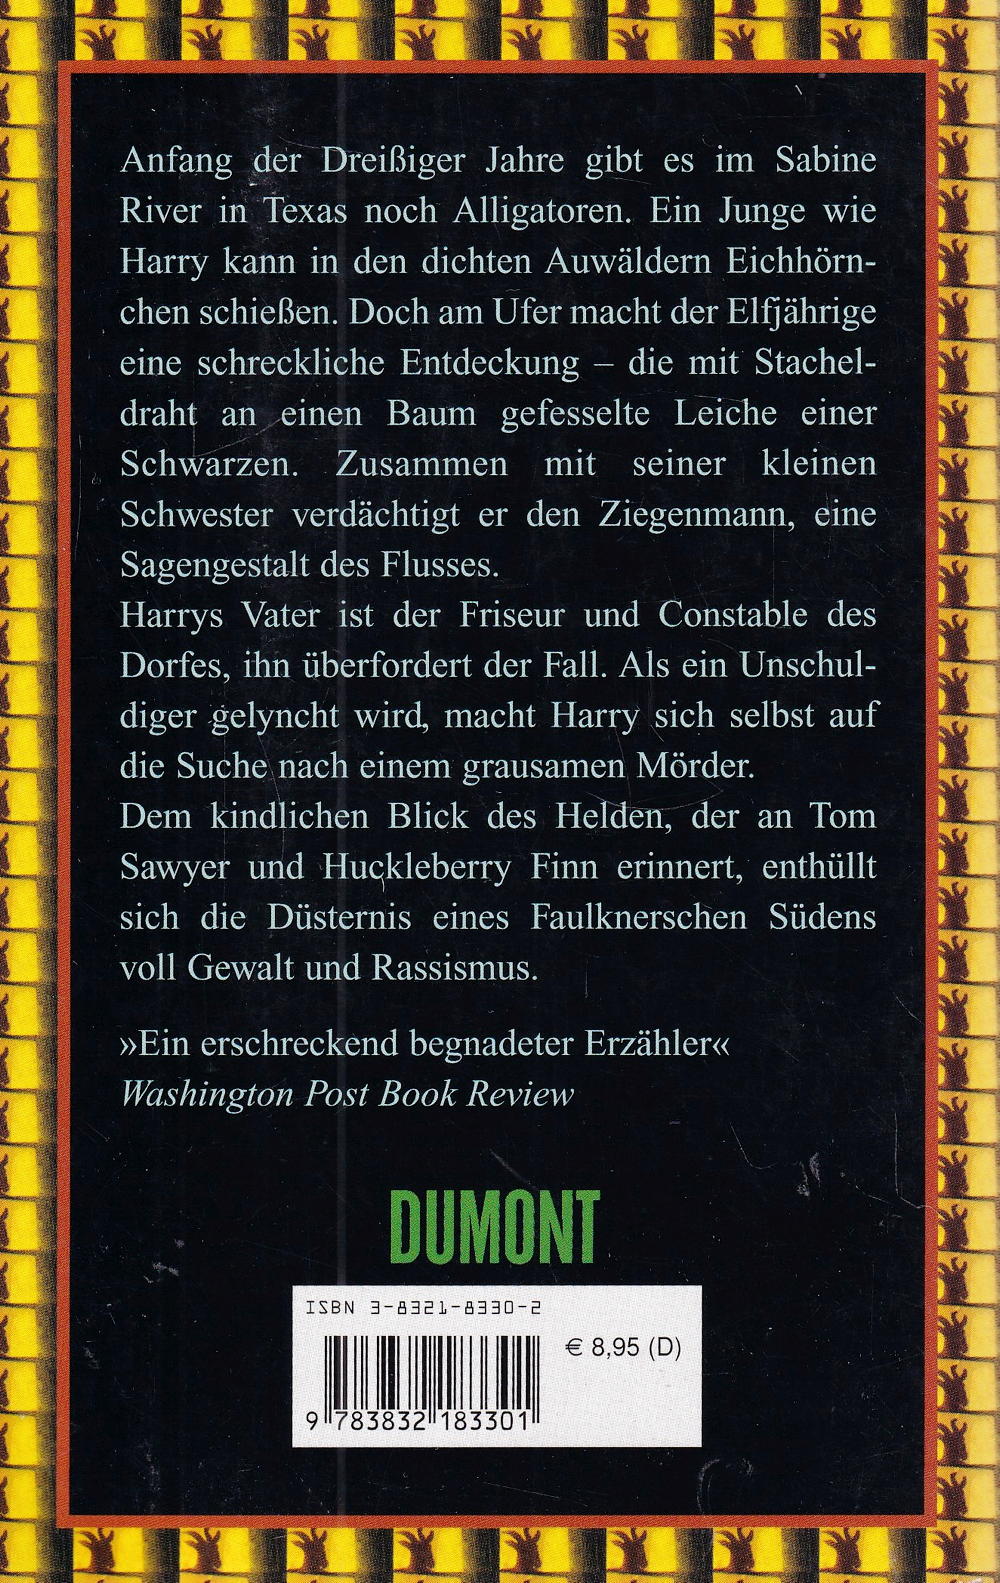 Anfang der Dreißiger Jahre gibt es im Sabine
River in Texas noch Alligatoren. Ein Junge wie
Harry kann in den dichten Auwäldern Eichhörn-
chen schießen. Doch am Ufer macht der Elfjährige
eine schreckliche Entdeckung – die mit Stachel-
draht an einen Baum gefesselte Leiche einer
Schwarzen. Zusammen mit seiner kleinen
Schwester verdächtigt er den Ziegenmann, eine
Sagengestalt des Flusses.
Harrys Vater ist der Friseur und Constable des
Dorfes, ihn überfordert der Fall. Als ein Unschul-
diger gelyncht wird, macht Harry sich selbst auf
die Suche nach einem grausamen Mörder.
Dem kindlichen Blick des Helden, der an Tom
Sawyer und Huckleberry Finn erinnert, enthüllt
sich die Düsternis eines Faulknerschen Südens
voll Gewalt und Rassismus.
»Ein erschreckend begnadeter Erzähler«
Washington Post Book Review
DUMONT
ISBN 3-8321-8330-2
€ 8,95 (D)
9 783832 183301